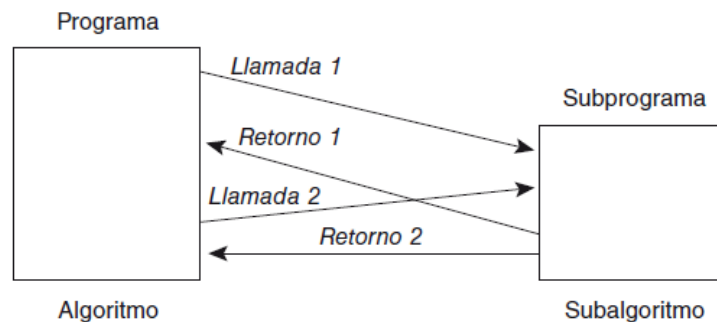 Programa
Llamada 1
Subprograma
Retorno 1
Llamada 2
Retorno 2
Algoritmo
Subalgoritmo